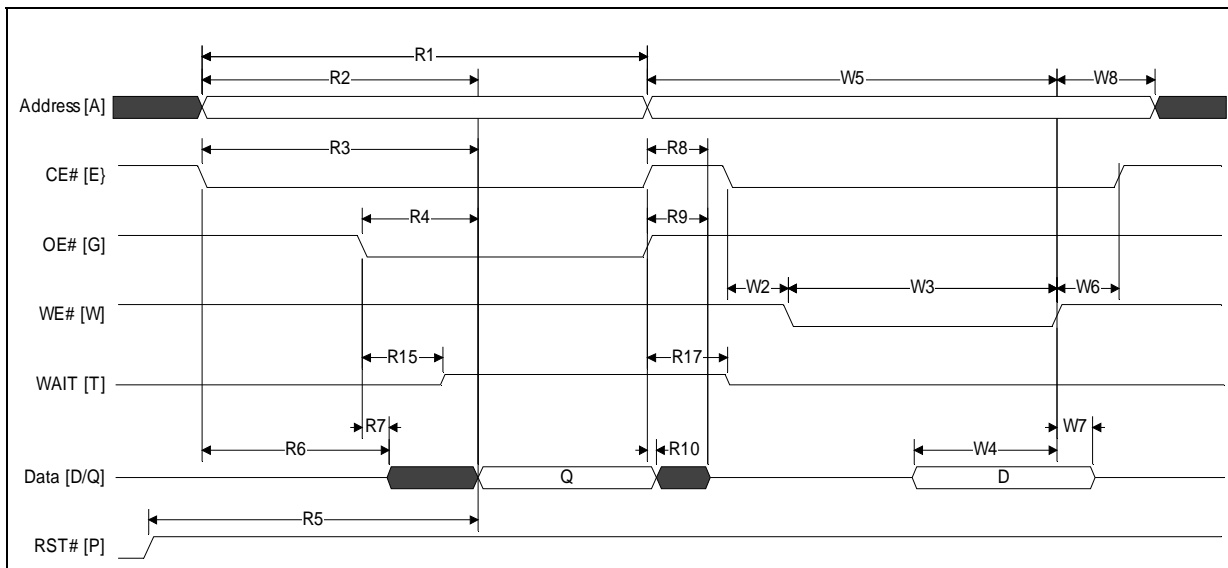 R1
R2 W5 W8
Address [A]
R3 R8
CE# [E}
R4 R9
OE# [G]
W2 W3 W6
WE# [W]
R15 R17
WAIT [T]
R7 W7
R6 R10 W4
Data [D/Q] Q D
R5
RST# [P]